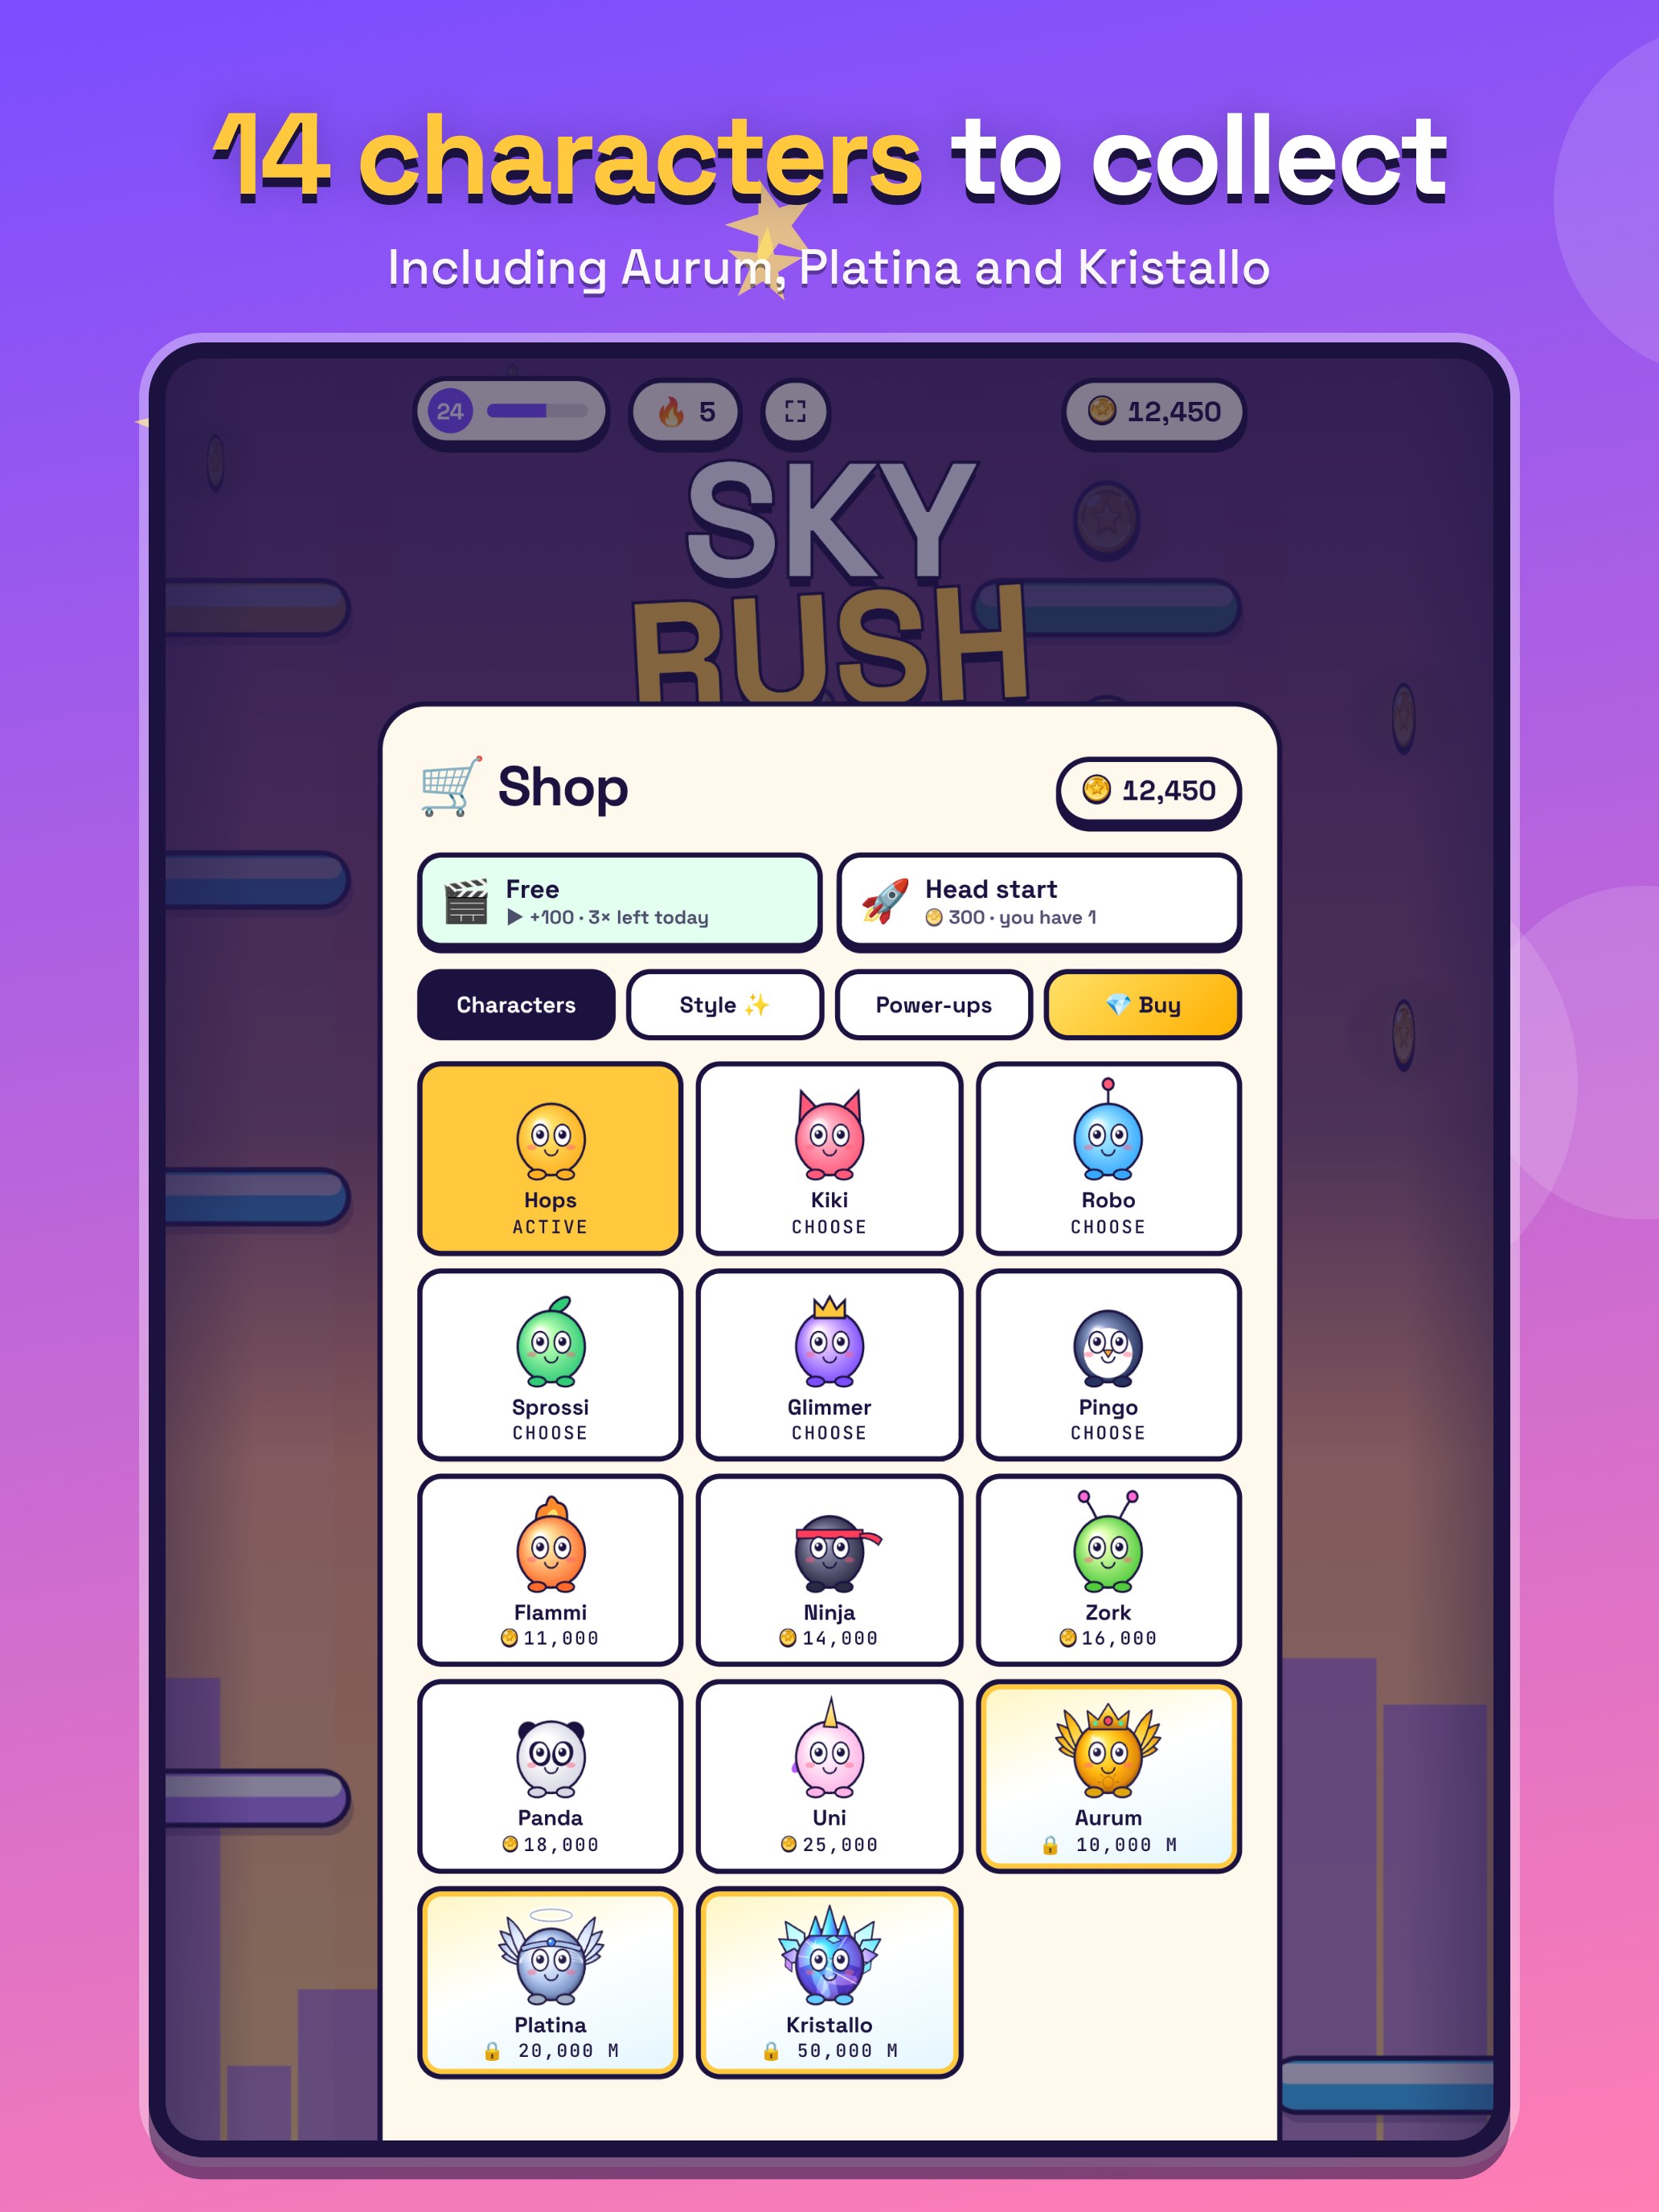 14 characters to collect
Including Aurum, Platina and Kristallo
24
5
12,450
SKY
RUSH
Shop
12,450
Free
+100 · 3× left today
Head start
300 · you have 1
Characters
Style
Power-ups
Buy
Hops
ACTIVE
Kiki
CHOOSE
Robo
CHOOSE
Sprossi
CHOOSE
Glimmer
CHOOSE
Pingo
CHOOSE
Flammi
11,000
Ninja
14,000
Zork
16,000
Panda
18,000
Uni
25,000
Aurum
10,000 M
Platina
20,000 M
Kristallo
50,000 M